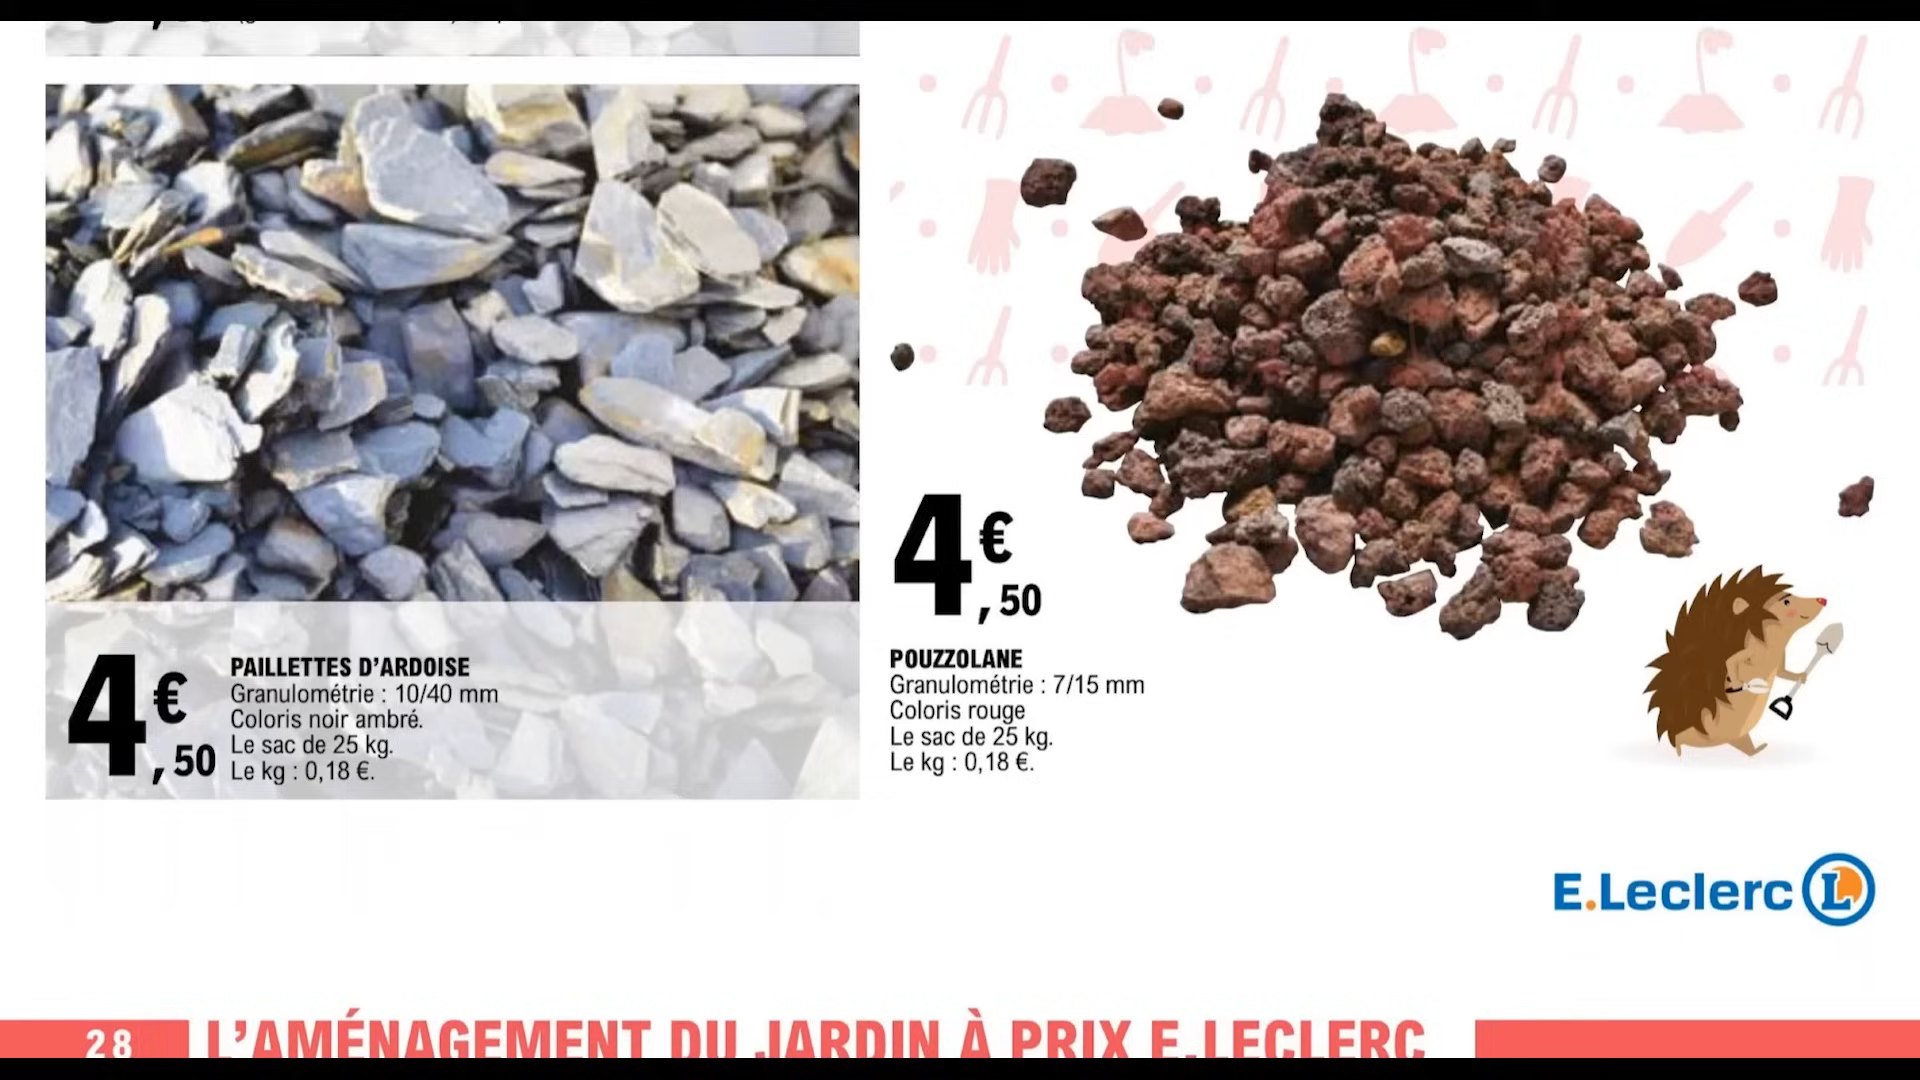 4€,50
PAILLETTES D’ARDOISE
Granulométrie : 10/40 mm
Coloris noir ambré.
Le sac de 25 kg.
Le kg : 0,18 €.
4€,50
POUZZOLANE
Granulométrie : 7/15 mm
Coloris rouge
Le sac de 25 kg.
Le kg : 0,18 €.
E.Leclerc L
28 L’AMÉNAGEMENT DU JARDIN À PRIX E.LECLERC